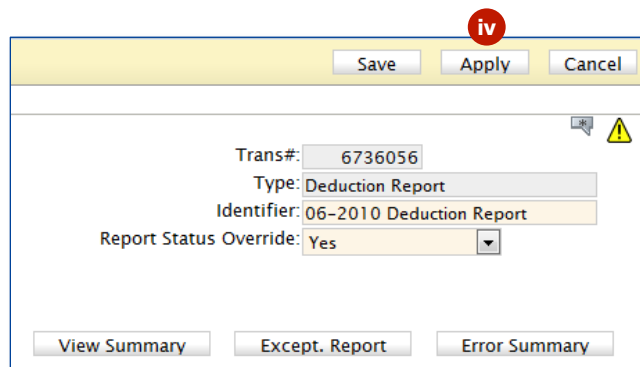 iv
Save Apply Cancel
Trans#: 6736056
Type: Deduction Report
Identifier: 06-2010 Deduction Report
Report Status Override: Yes
View Summary Except. Report Error Summary